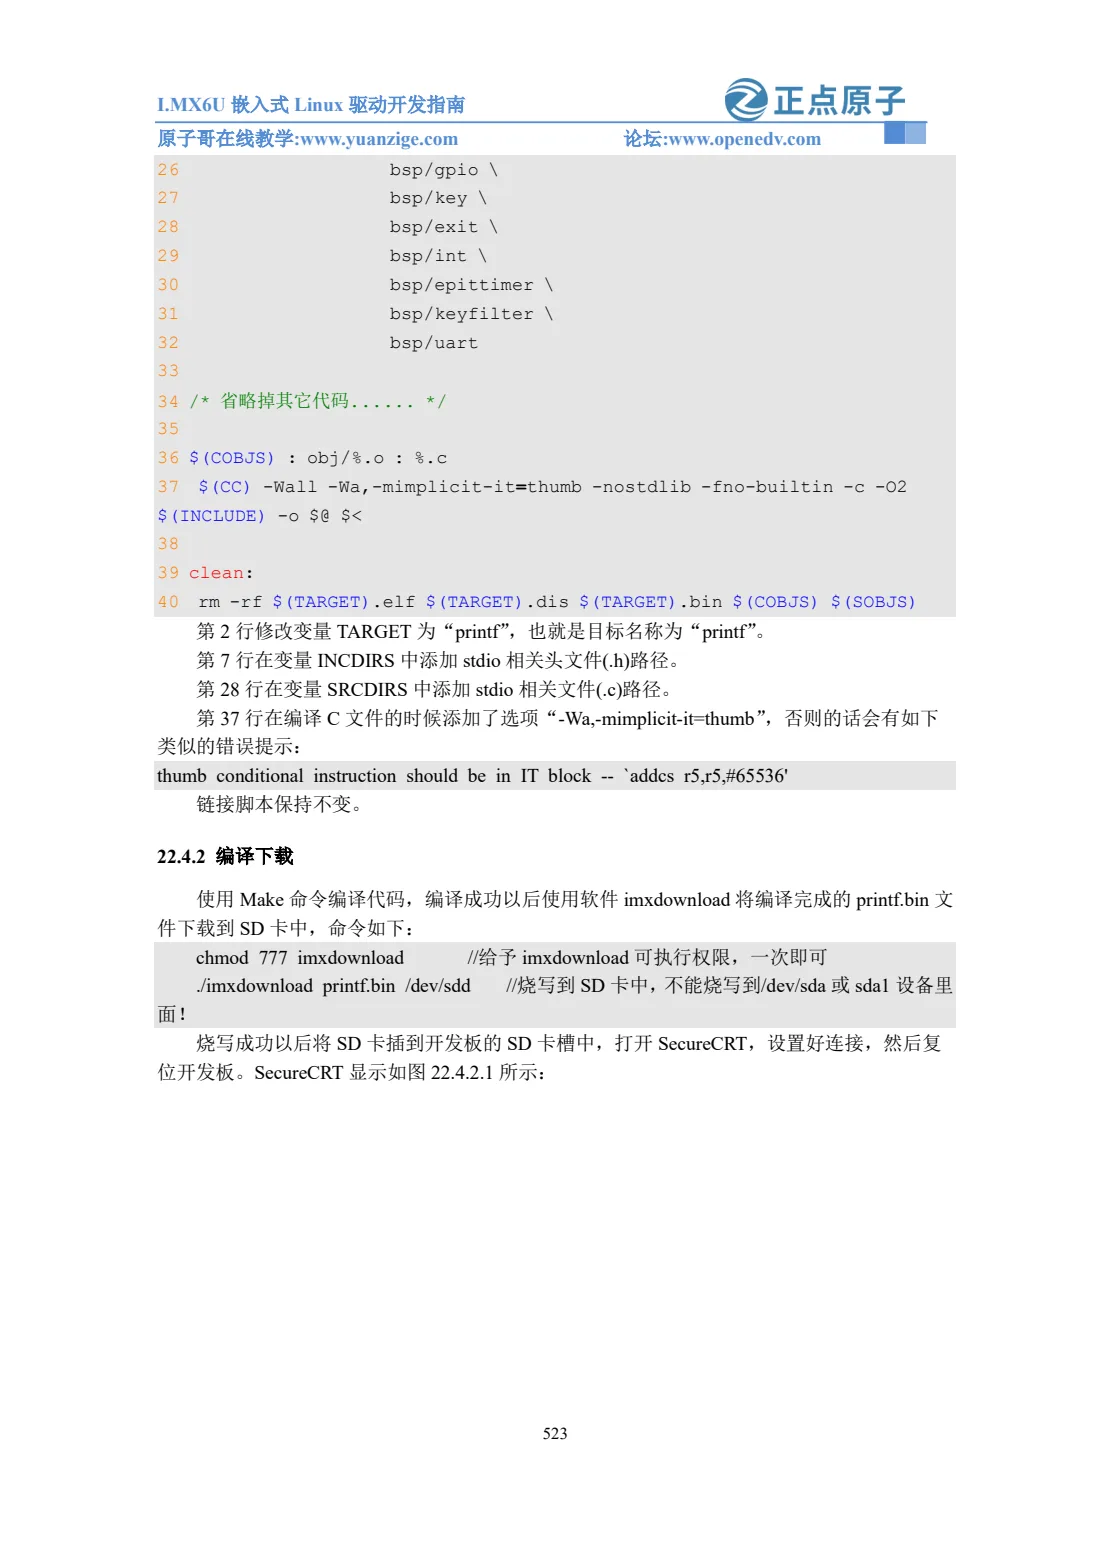 I.MX6U 嵌入式 Linux 驱动开发指南
正点原子
原子哥在线教学:www.yuanzige.com 论坛:www.openedv.com
26 bsp/gpio \
27 bsp/key \
28 bsp/exit \
29 bsp/int \
30 bsp/epittimer \
31 bsp/keyfilter \
32 bsp/uart
33
34 /* 省略掉其它代码...... */
35
36 $(COBJS) : obj/%.o : %.c
37 $(CC) -Wall -Wa,-mimplicit-it=thumb -nostdlib -fno-builtin -c -O2
$(INCLUDE) -o $@ $<
38
39 clean:
40 rm -rf $(TARGET).elf $(TARGET).dis $(TARGET).bin $(COBJS) $(SOBJS)
第 2 行修改变量 TARGET 为“printf”，也就是目标名称为“printf”。
第 7 行在变量 INCDIRS 中添加 stdio 相关头文件(.h)路径。
第 28 行在变量 SRCDIRS 中添加 stdio 相关文件(.c)路径。
第 37 行在编译 C 文件的时候添加了选项“-Wa,-mimplicit-it=thumb”，否则的话会有如下
类似的错误提示：
thumb conditional instruction should be in IT block -- `addcs r5,r5,#65536'
链接脚本保持不变。
22.4.2 编译下载
使用 Make 命令编译代码，编译成功以后使用软件 imxdownload 将编译完成的 printf.bin 文
件下载到 SD 卡中，命令如下：
chmod 777 imxdownload //给予 imxdownload 可执行权限，一次即可
./imxdownload printf.bin /dev/sdd //烧写到 SD 卡中，不能烧写到/dev/sda 或 sda1 设备里
面！
烧写成功以后将 SD 卡插到开发板的 SD 卡槽中，打开 SecureCRT，设置好连接，然后复
位开发板。SecureCRT 显示如图 22.4.2.1 所示：
523